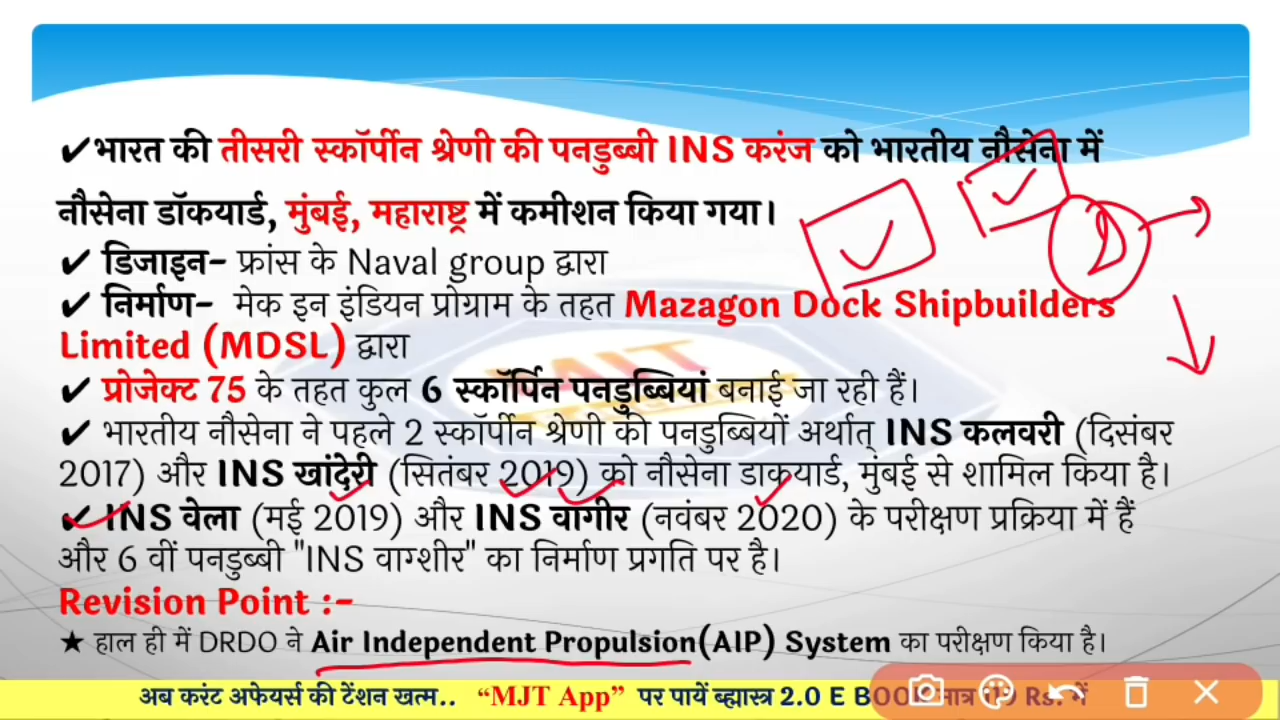 ✔भारत की तीसरी स्कॉर्पीन श्रेणी की पनडुब्बी INS करंज को भारतीय नौसेना में
नौसेना डॉकयार्ड, मुंबई, महाराष्ट्र में कमीशन किया गया।
✔ डिजाइन- फ्रांस के Naval group द्वारा
✔ निर्माण- मेक इन इंडियन प्रोग्राम के तहत Mazagon Dock Shipbuilders
Limited (MDSL) द्वारा
✔ प्रोजेक्ट 75 के तहत कुल 6 स्कॉर्पिन पनडुब्बियां बनाई जा रही हैं।
✔ भारतीय नौसेना ने पहले 2 स्कॉर्पीन श्रेणी की पनडुब्बियों अर्थात् INS कलवरी (दिसंबर
2017) और INS खांदेरी (सितंबर 2019) को नौसेना डाकयार्ड, मुंबई से शामिल किया है।
✔ INS वेला (मई 2019) और INS वागीर (नवंबर 2020) के परीक्षण प्रक्रिया में हैं
और 6 वीं पनडुब्बी "INS वाग्शीर" का निर्माण प्रगति पर है।
Revision Point :-
★ हाल ही में DRDO ने Air Independent Propulsion(AIP) System का परीक्षण किया है।
अब करंट अफेयर्स की टेंशन खत्म.. “MJT App” पर पायें ब्ह्मास्त्र 2.0 E BOOK मात्र Rs. में